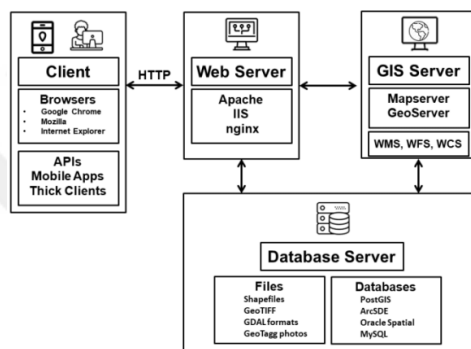 Client
Browsers
• Google Chrome
• Mozilla
• Internet Explorer
APIs
Mobile Apps
Thick Clients
HTTP
Web Server
Apache
IIS
nginx
GIS Server
Mapserver
GeoServer
WMS, WFS, WCS
Database Server
Files
Shapefiles
GeoTIFF
GDAL formats
GeoTagg photos
Databases
PostGIS
ArcSDE
Oracle Spatial
MySQL